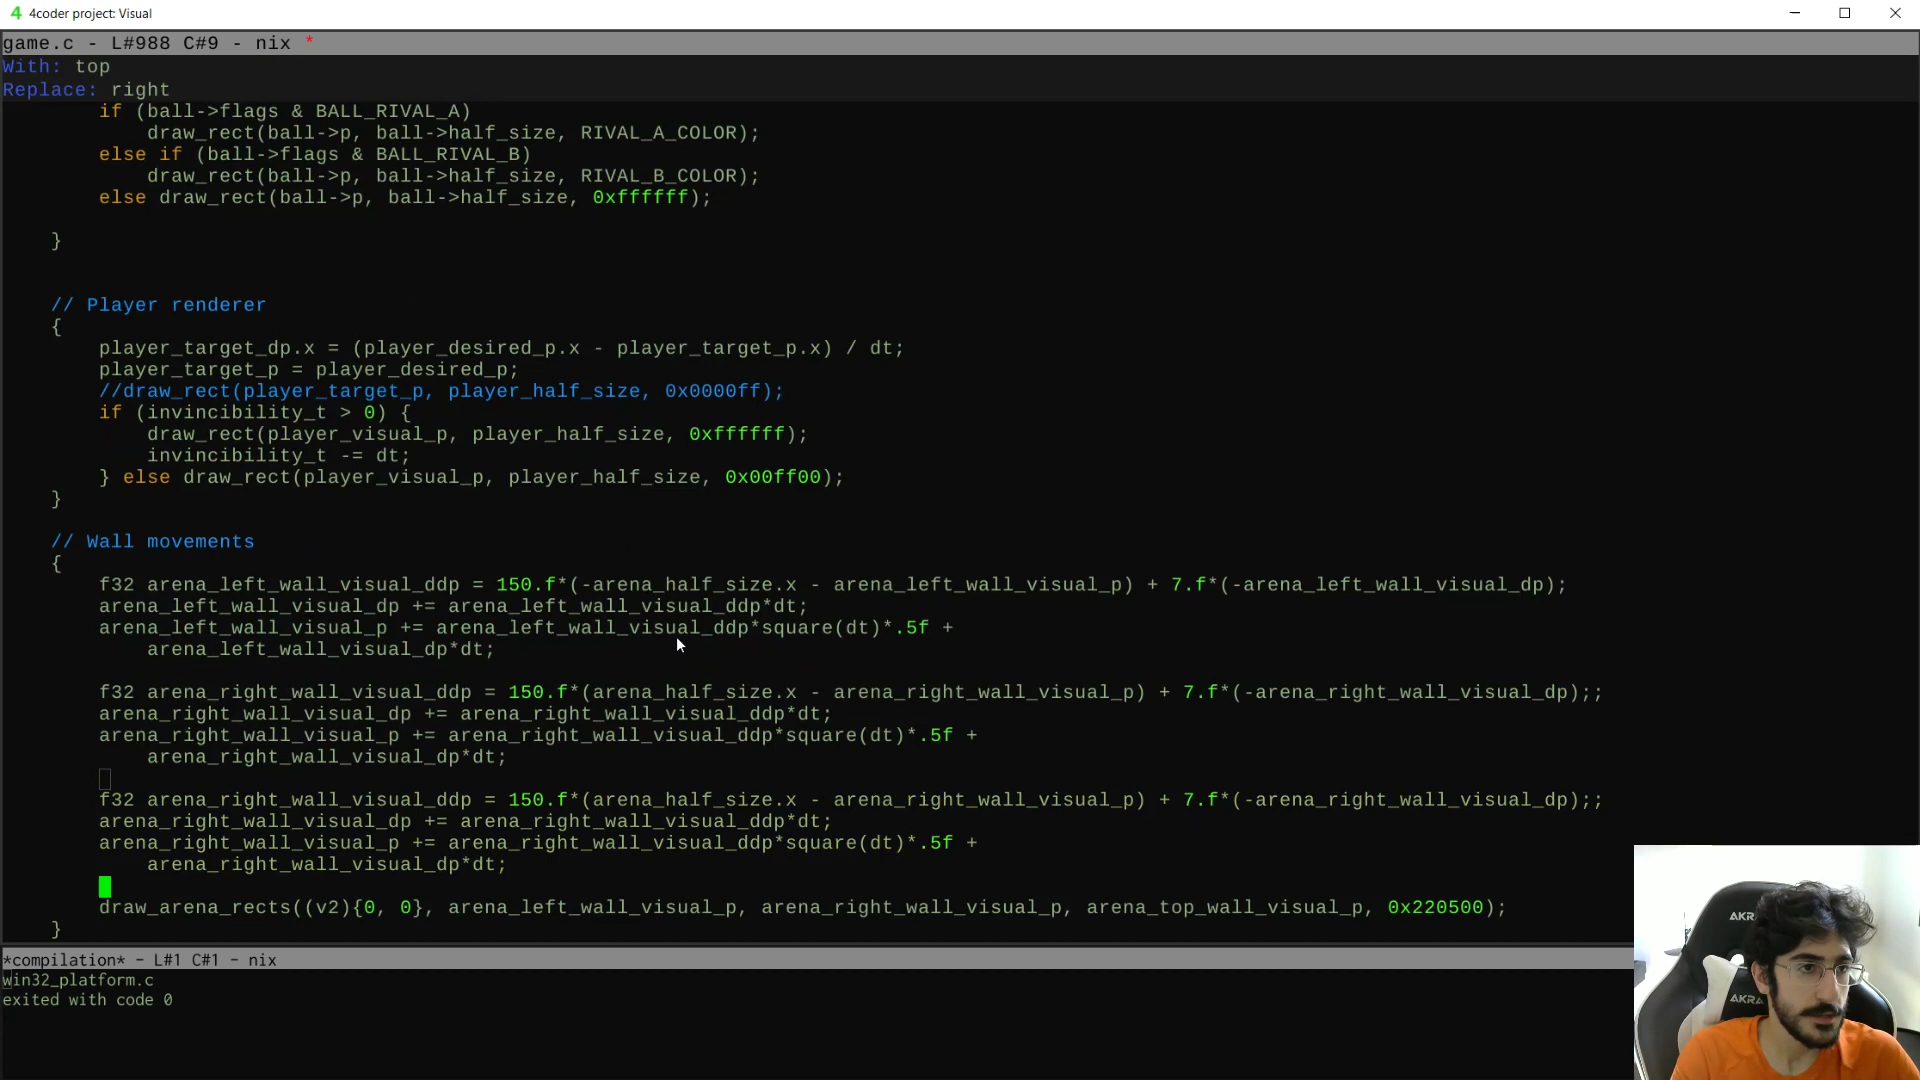 4 4coder project: Visual
game.c - L#988 C#9 - nix *
With: top
Replace: right
if (ball->flags & BALL_RIVAL_A)
draw_rect(ball->p, ball->half_size, RIVAL_A_COLOR);
else if (ball->flags & BALL_RIVAL_B)
draw_rect(ball->p, ball->half_size, RIVAL_B_COLOR);
else draw_rect(ball->p, ball->half_size, 0xffffff);
}
// Player renderer
{
player_target_dp.x = (player_desired_p.x - player_target_p.x) / dt;
player_target_p = player_desired_p;
//draw_rect(player_target_p, player_half_size, 0x0000ff);
if (invincibility_t > 0) {
draw_rect(player_visual_p, player_half_size, 0xffffff);
invincibility_t -= dt;
} else draw_rect(player_visual_p, player_half_size, 0x00ff00);
}
// Wall movements
{
f32 arena_left_wall_visual_ddp = 150.f*(-arena_half_size.x - arena_left_wall_visual_p) + 7.f*(-arena_left_wall_visual_dp);
arena_left_wall_visual_dp += arena_left_wall_visual_ddp*dt;
arena_left_wall_visual_p += arena_left_wall_visual_ddp*square(dt)*.5f +
arena_left_wall_visual_dp*dt;
f32 arena_right_wall_visual_ddp = 150.f*(arena_half_size.x - arena_right_wall_visual_p) + 7.f*(-arena_right_wall_visual_dp);;
arena_right_wall_visual_dp += arena_right_wall_visual_ddp*dt;
arena_right_wall_visual_p += arena_right_wall_visual_ddp*square(dt)*.5f +
arena_right_wall_visual_dp*dt;
f32 arena_right_wall_visual_ddp = 150.f*(arena_half_size.x - arena_right_wall_visual_p) + 7.f*(-arena_right_wall_visual_dp);;
arena_right_wall_visual_dp += arena_right_wall_visual_ddp*dt;
arena_right_wall_visual_p += arena_right_wall_visual_ddp*square(dt)*.5f +
arena_right_wall_visual_dp*dt;
draw_arena_rects((v2){0, 0}, arena_left_wall_visual_p, arena_right_wall_visual_p, arena_top_wall_visual_p, 0x220500);
}
*compilation* - L#1 C#1 - nix
win32_platform.c
exited with code 0
AKR
AKRA